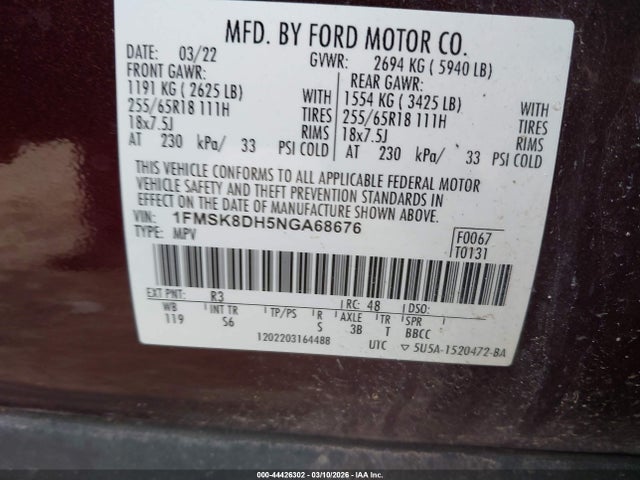 MFD. BY FORD MOTOR CO.
DATE: 03/22 GVWR: 2694 KG ( 5940 LB)
FRONT GAWR: REAR GAWR:
1191 KG ( 2625 LB) WITH 1554 KG ( 3425 LB) WITH
255/65R18 111H TIRES 255/65R18 111H TIRES
18x7.5J RIMS 18x7.5J RIMS
AT 230 kPa/ 33 PSI COLD AT 230 kPa/ 33 PSI COLD
THIS VEHICLE CONFORMS TO ALL APPLICABLE FEDERAL MOTOR
VEHICLE SAFETY AND THEFT PREVENTION STANDARDS IN
EFFECT ON THE DATE OF MANUFACTURE SHOWN ABOVE.
VIN: 1FMSK8DH5NGA68676 F0067
TYPE: MPV T0131
EXT PNT: R3 RC: 48 DSO:
WB INT TR TP/PS R AXLE TR SPR
119 S6 S 3B T BBCC
1202203164488 UTC 5U5A-1520472-BA
000-44426302 — 03/10/2026 — IAA Inc.